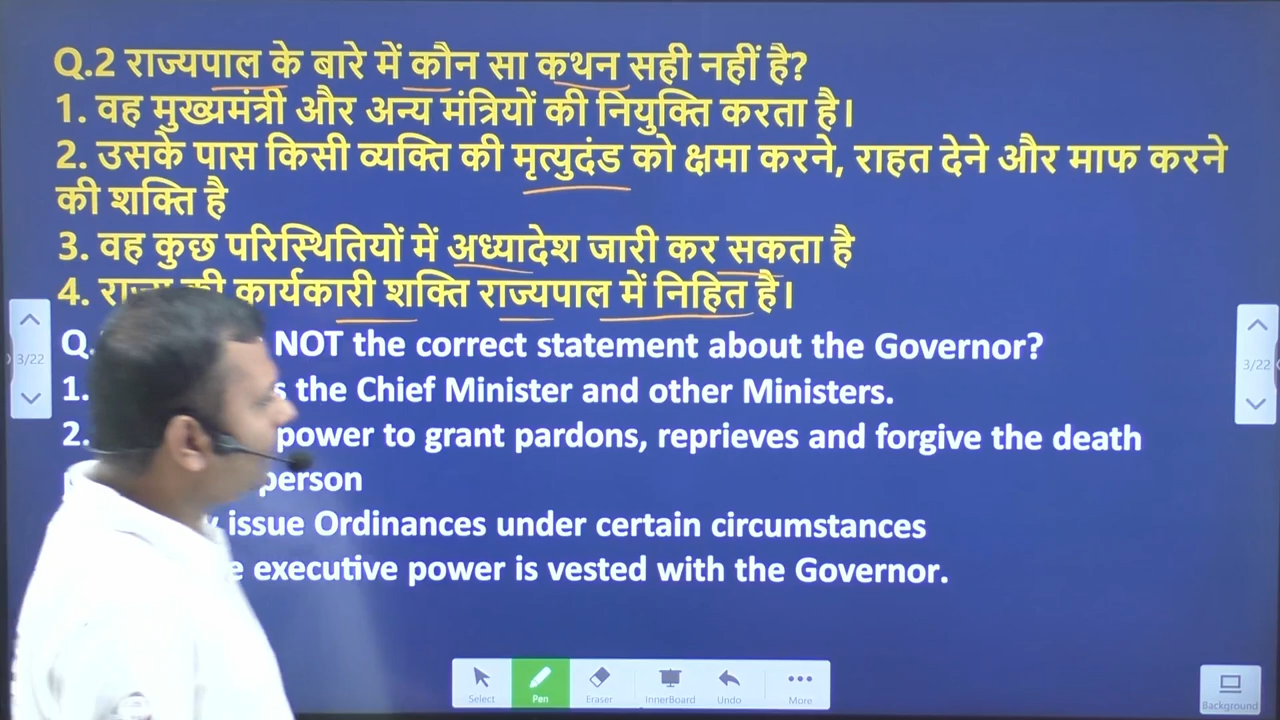 Q.2 राज्यपाल के बारे में कौन सा कथन सही नहीं है?
1. वह मुख्यमंत्री और अन्य मंत्रियों की नियुक्ति करता है।
2. उसके पास किसी व्यक्ति की मृत्युदंड को क्षमा करने, राहत देने और माफ करने
की शक्ति है
3. वह कुछ परिस्थितियों में अध्यादेश जारी कर सकता है
4. राज्य की कार्यकारी शक्ति राज्यपाल में निहित है।
Q. NOT the correct statement about the Governor?
1. the Chief Minister and other Ministers.
2. power to grant pardons, reprieves and forgive the death
person
issue Ordinances under certain circumstances
executive power is vested with the Governor.
3/22
3/22
Select Pen Eraser InnerBoard Undo More
Background